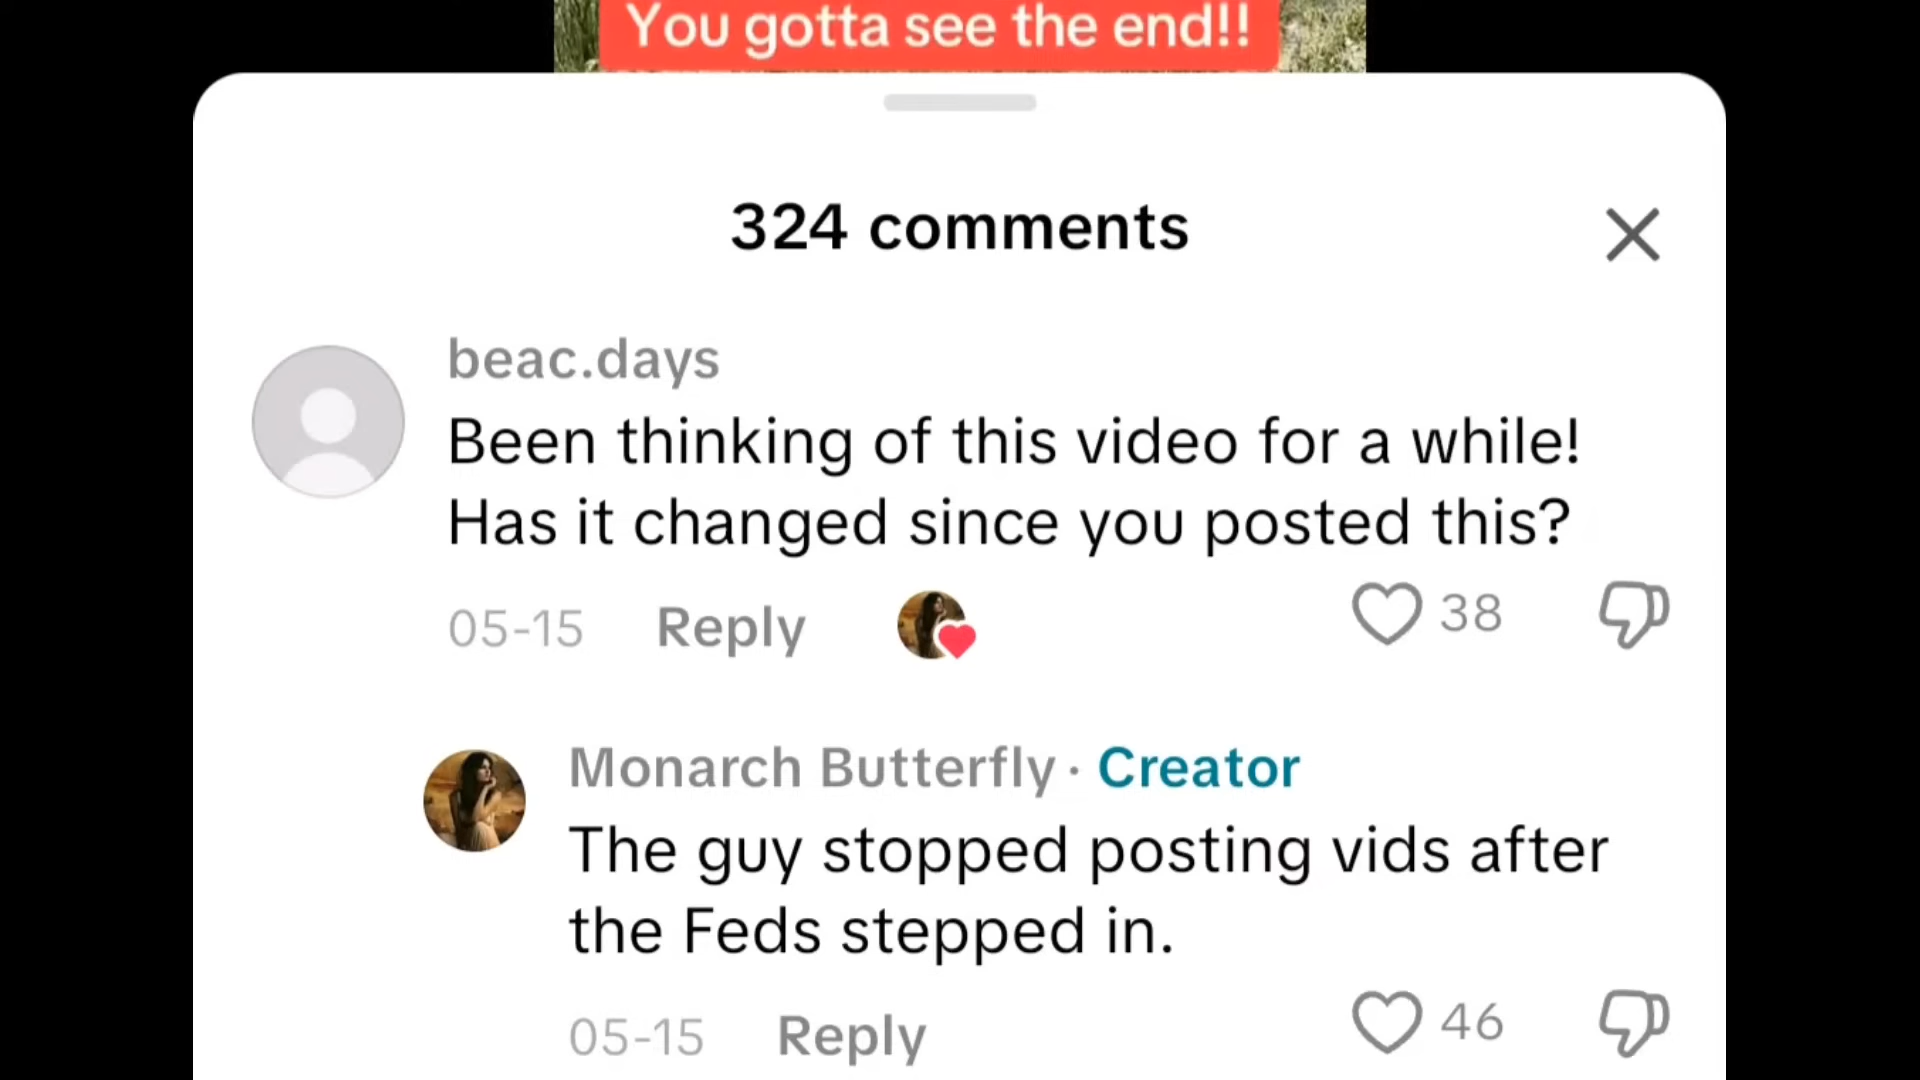 You gotta see the end!!
324 comments
beac.days
Been thinking of this video for a while!
Has it changed since you posted this?
05-15 Reply 38
Monarch Butterfly · Creator
The guy stopped posting vids after
the Feds stepped in.
05-15 Reply 46